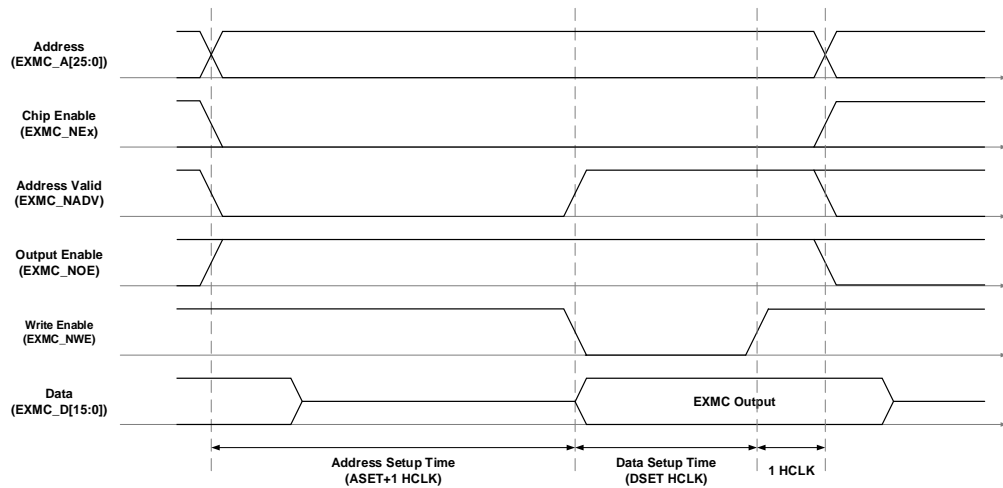 Address
(EXMC_A[25:0])
Chip Enable
(EXMC_NEx)
Address Valid
(EXMC_NADV)
Output Enable
(EXMC_NOE)
Write Enable
(EXMC_NWE)
Data
(EXMC_D[15:0])
EXMC Output
Address Setup Time
(ASET+1 HCLK)
Data Setup Time
(DSET HCLK)
1 HCLK